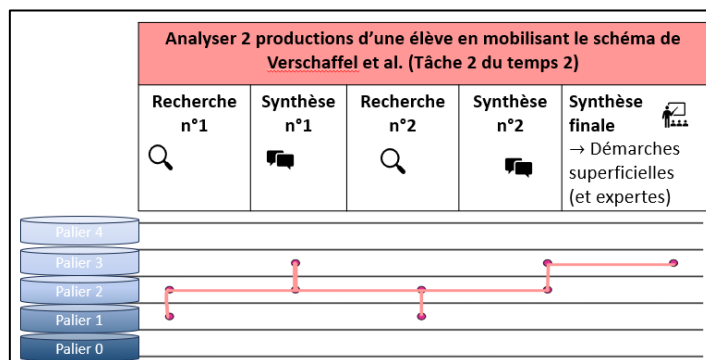 Analyser 2 productions d'une élève en mobilisant le schéma de
Verschaffel et al. (Tâche 2 du temps 2)
Recherche
n°1
Synthèse
n°1
Recherche
n°2
Synthèse
n°2
Synthèse
finale
→ Démarches
superficielles
(et expertes)
Palier 4
Palier 3
Palier 2
Palier 1
Palier 0